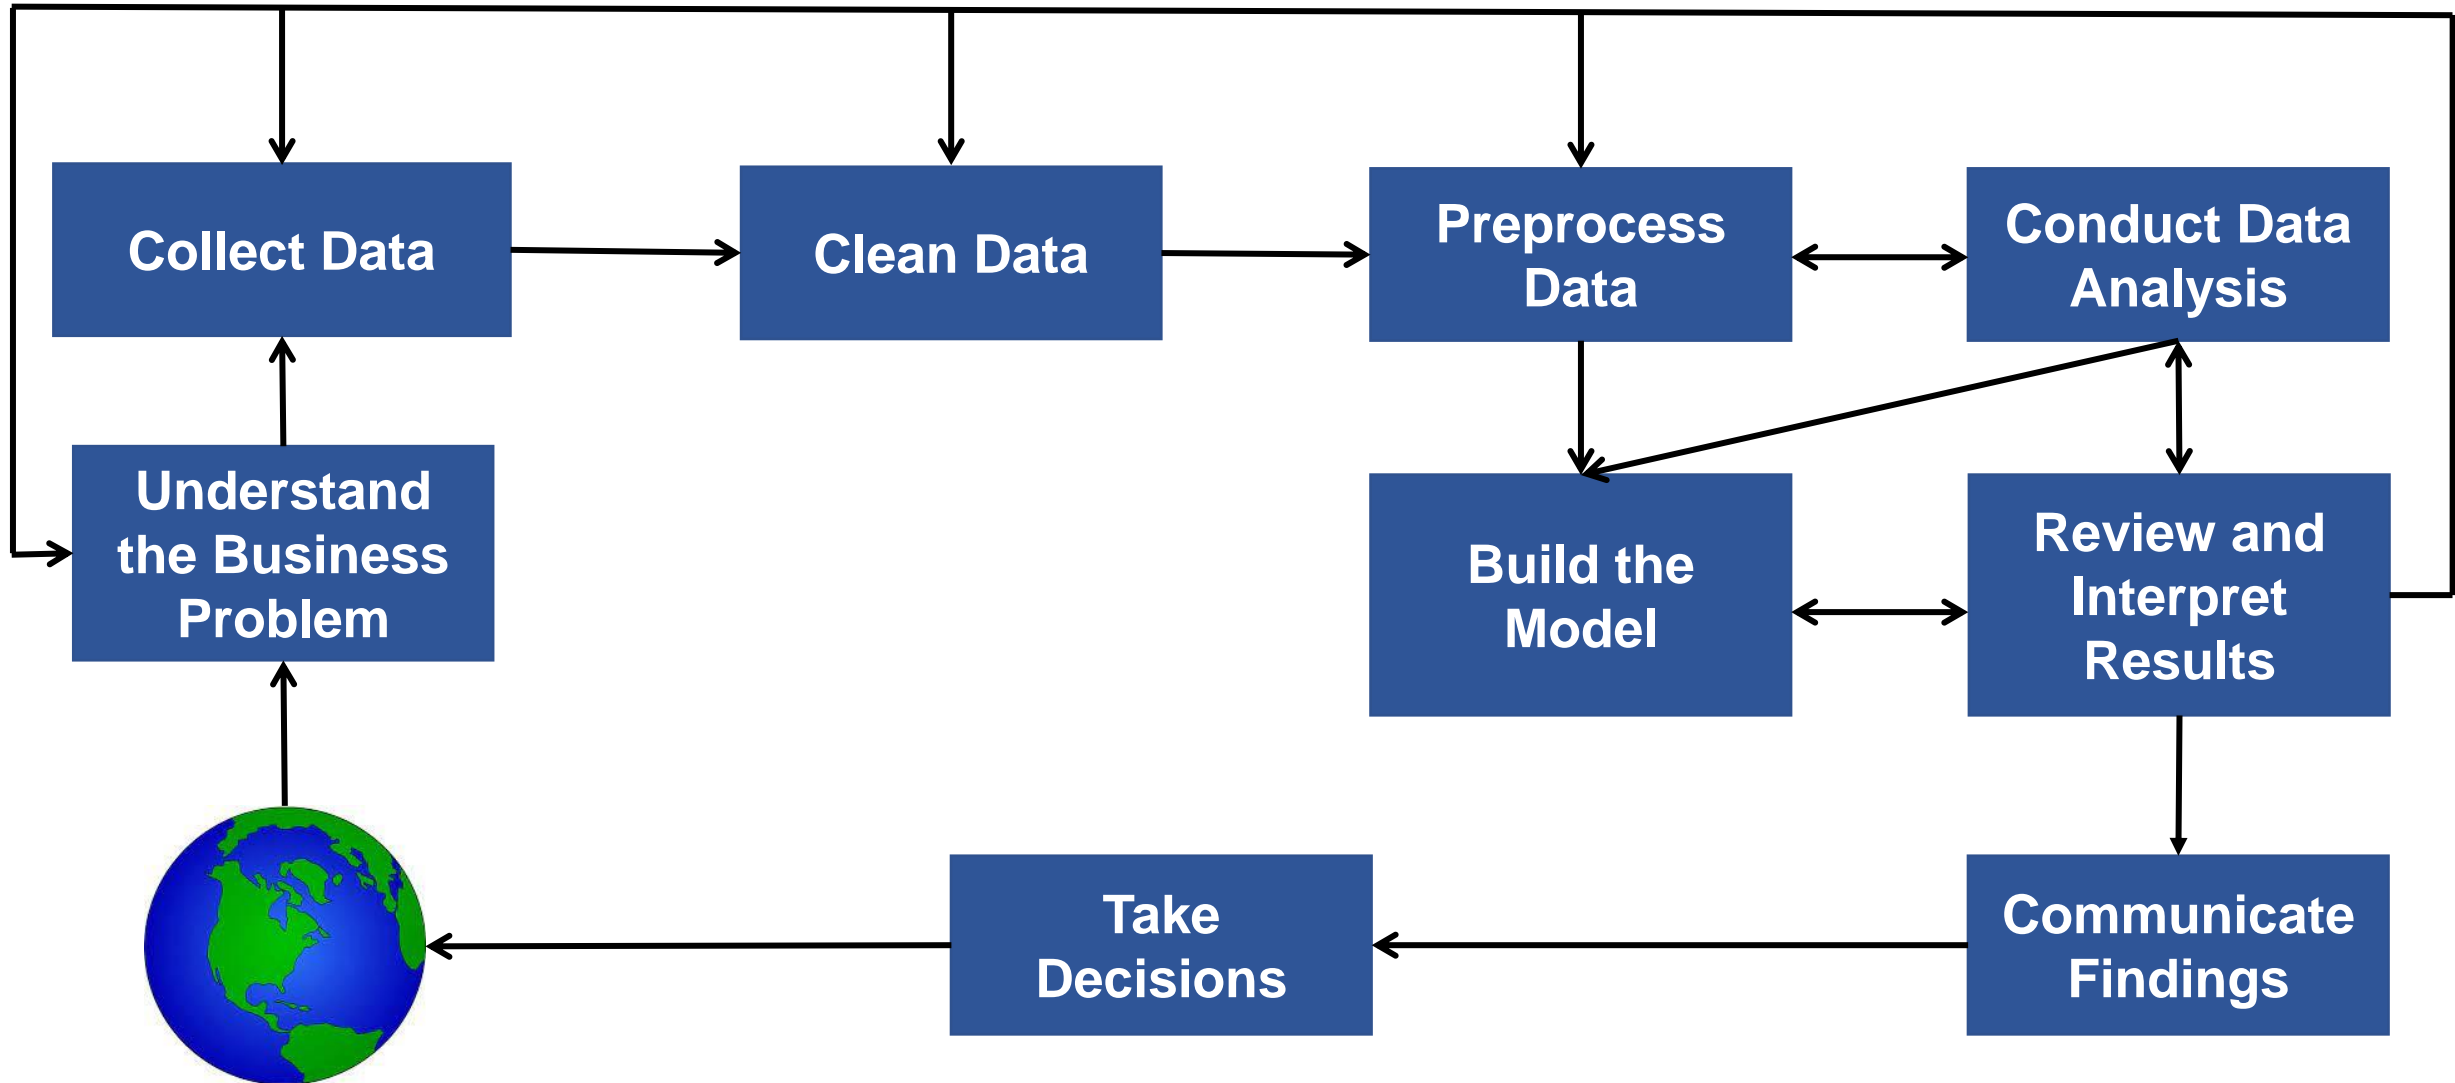 Collect Data
Clean Data
Preprocess
Data
Conduct Data
Analysis
Understand
the Business
Problem
Build the
Model
Review and
Interpret
Results
Take
Decisions
Communicate
Findings